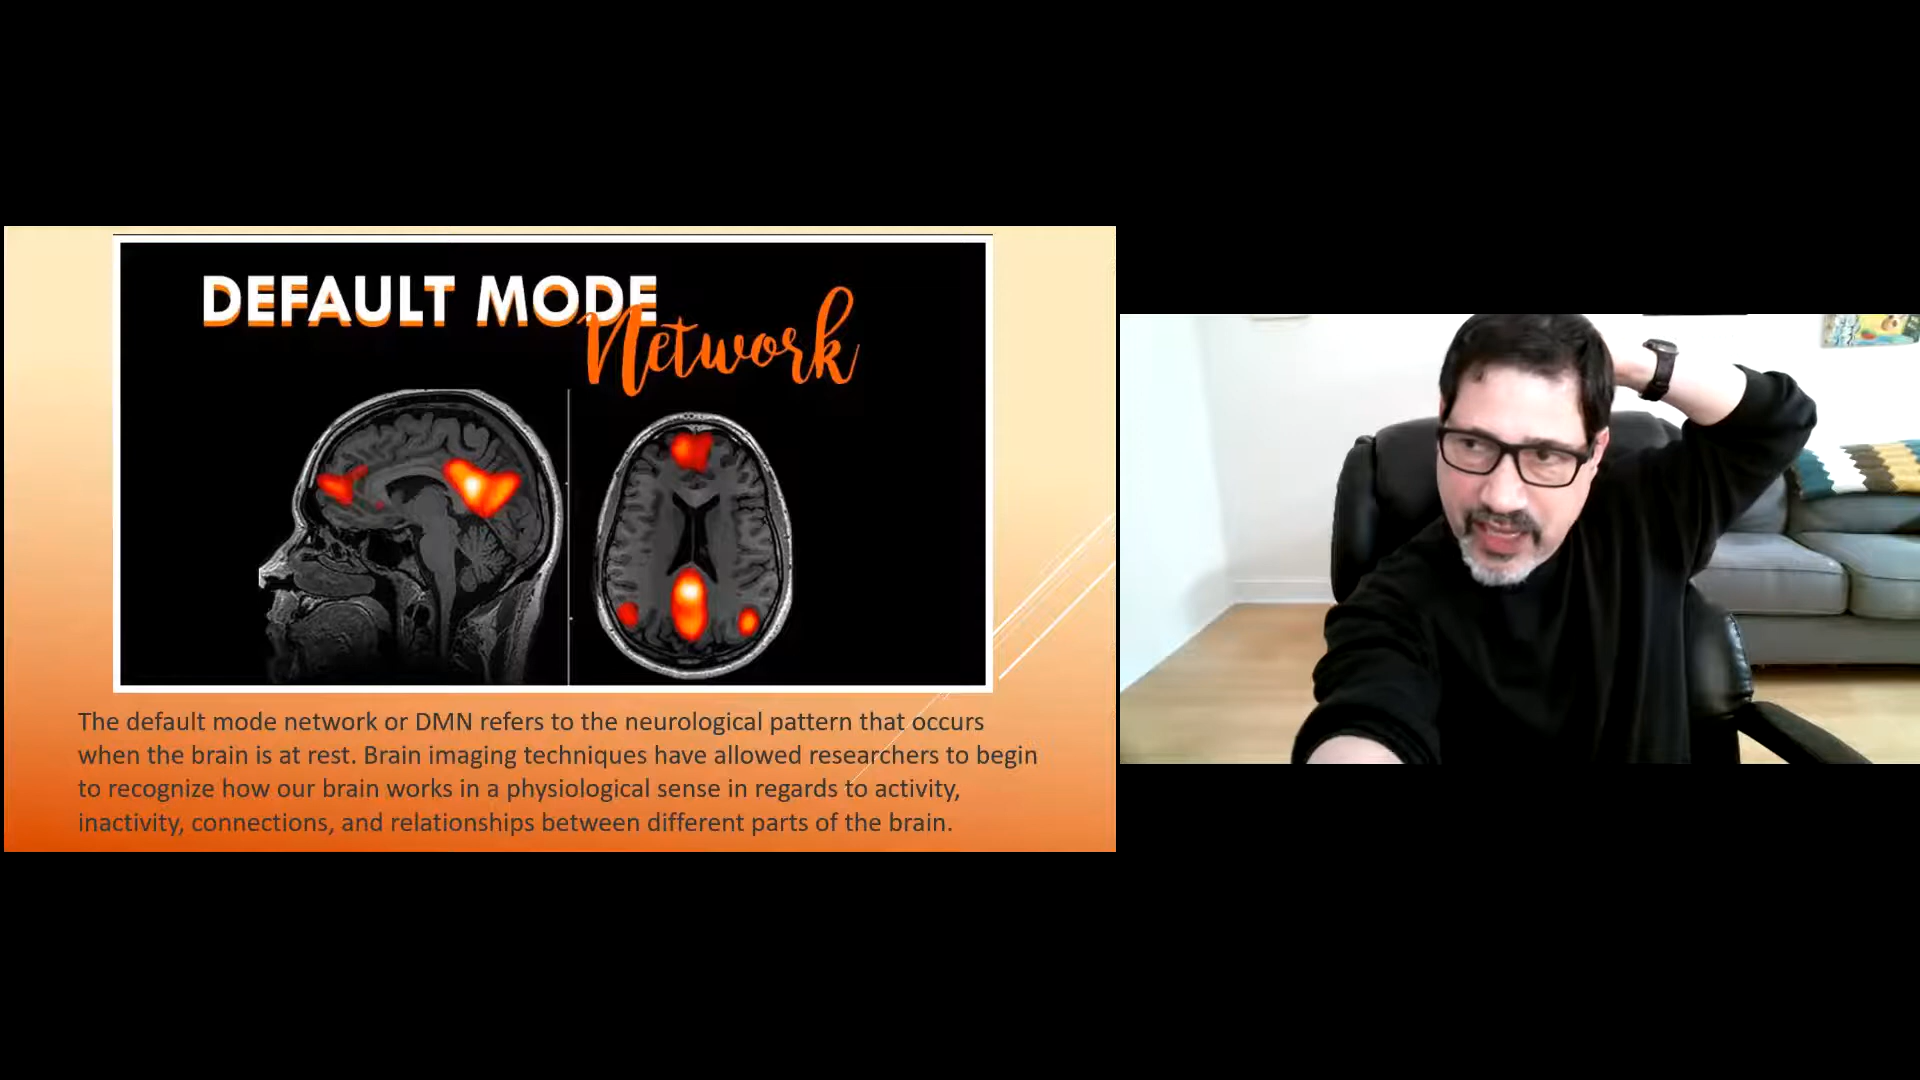 DEFAULT MODE
Network
The default mode network or DMN refers to the neurological pattern that occurs
when the brain is at rest. Brain imaging techniques have allowed researchers to begin
to recognize how our brain works in a physiological sense in regards to activity,
inactivity, connections, and relationships between different parts of the brain.